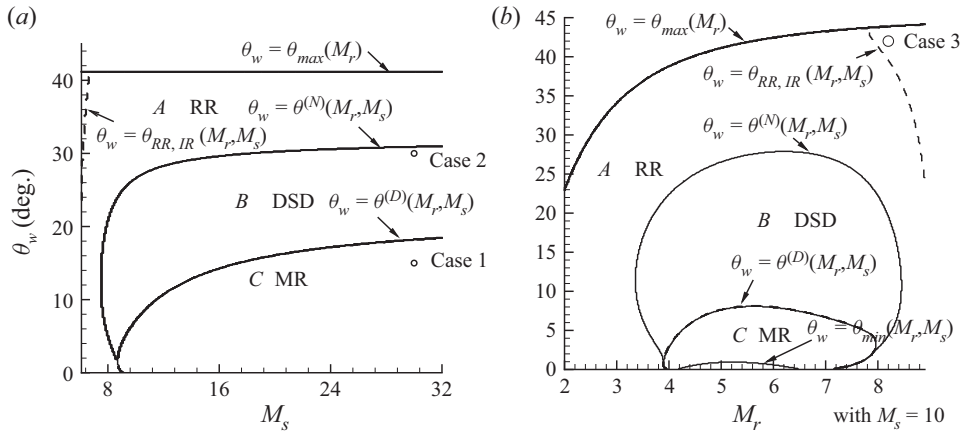 (a)
θw = θmax(Mr)
A RR
θw = θ(N)(Mr,Ms)
θw = θRR, IR (Mr,Ms)
Case 2
B DSD
θw = θ(D)(Mr,Ms)
Case 1
C MR
θw (deg.)
0
10
20
30
40
50
8
16
24
32
Ms
(b)
θw = θmax(Mr)
Case 3
θw = θRR, IR (Mr,Ms)
θw = θ(N)(Mr,Ms)
A RR
B DSD
θw = θ(D)(Mr,Ms)
C MR
θw = θmin(Mr,Ms)
45
40
35
30
25
20
15
10
5
0
2
3
4
5
6
7
8
Mr
with Ms = 10